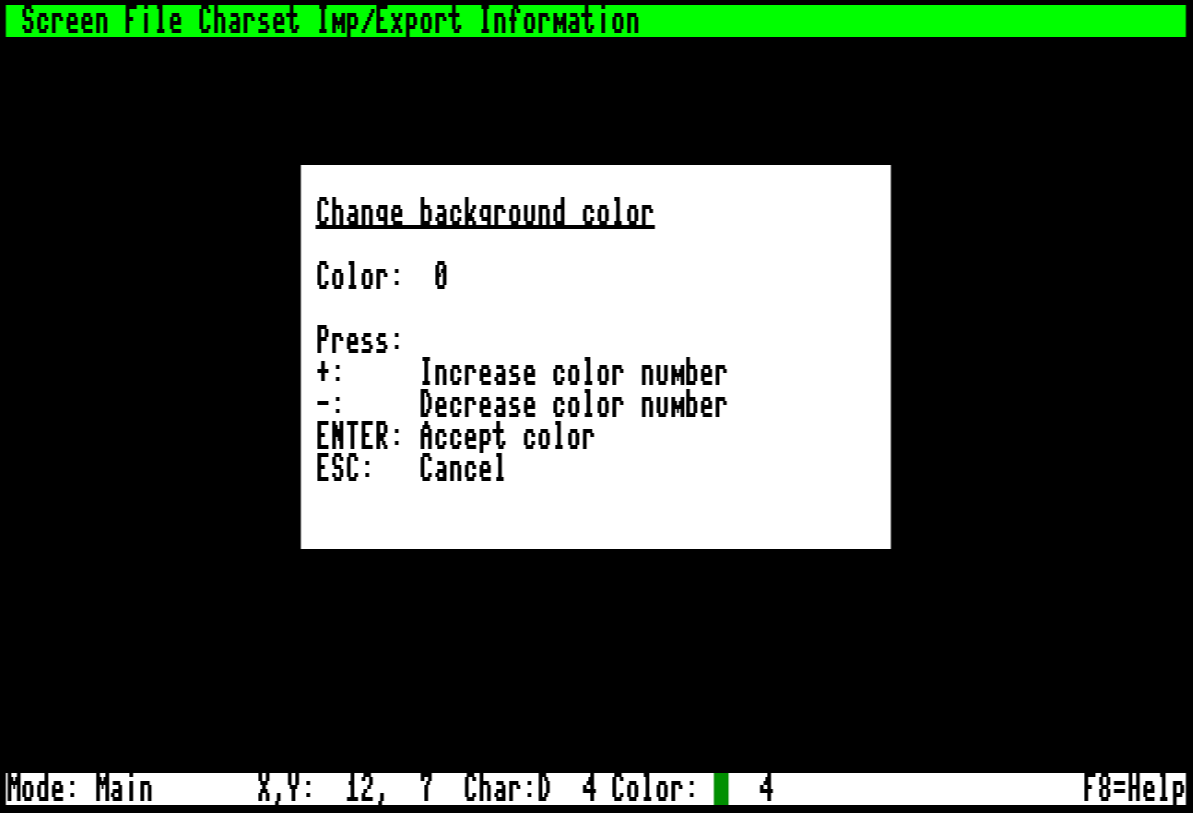 Screen File Charset Imp/Export Information
Change background color
Color: 0
Press:
+: Increase color number
-: Decrease color number
ENTER: Accept color
ESC: Cancel
Mode: Main X,Y: 12, 7 Char:D 4 Color: 4 F8=Help